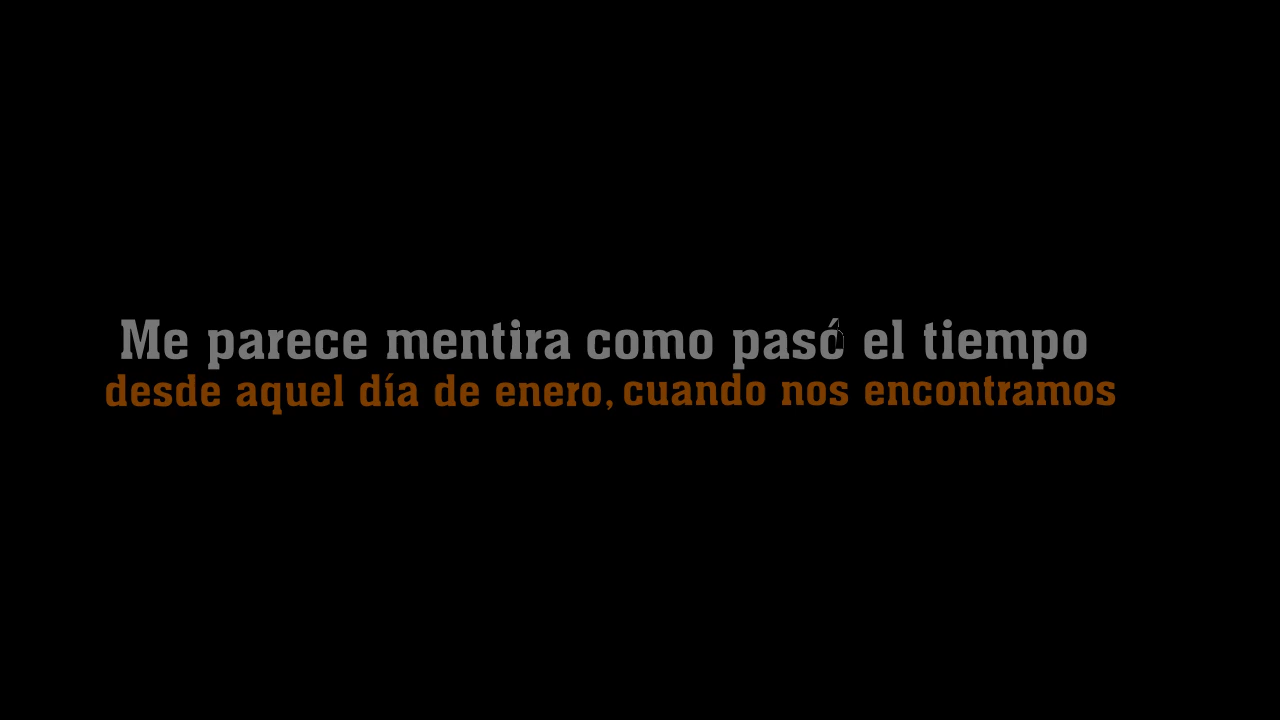 Me parece mentira como pasó el tiempo
desde aquel día de enero, cuando nos encontramos